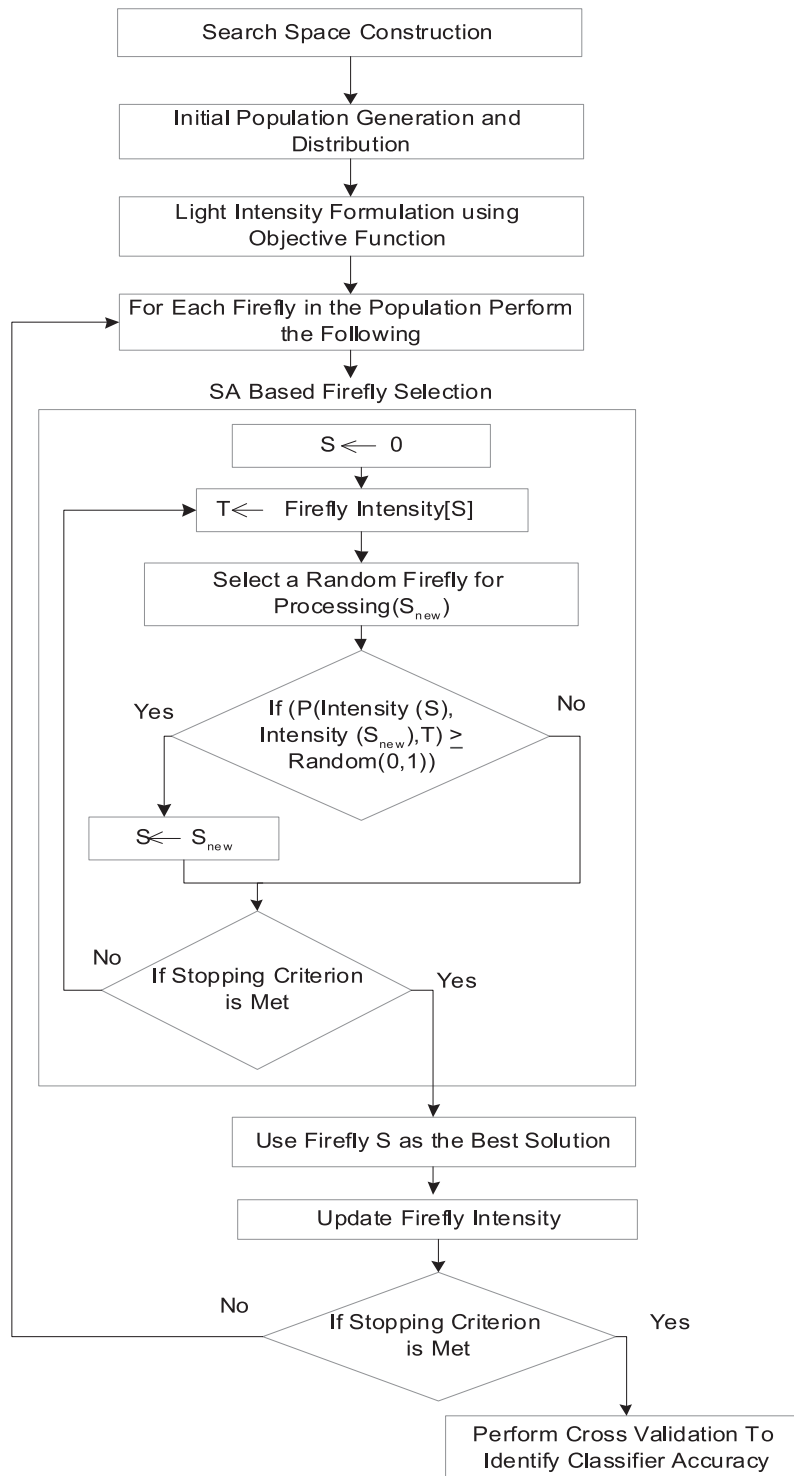 Search Space Construction
Initial Population Generation and
Distribution
Light Intensity Formulation using
Objective Function
For Each Firefly in the Population Perform
the Following
SA Based Firefly Selection
S ← 0
T ← Firefly Intensity[S]
Select a Random Firefly for
Processing(Snew)
If (P(Intensity (S),
Intensity (Snew),T) ≥
Random(0,1))
Yes
No
S ← Snew
If Stopping Criterion
is Met
No
Yes
Use Firefly S as the Best Solution
Update Firefly Intensity
If Stopping Criterion
is Met
No
Yes
Perform Cross Validation To
Identify Classifier Accuracy